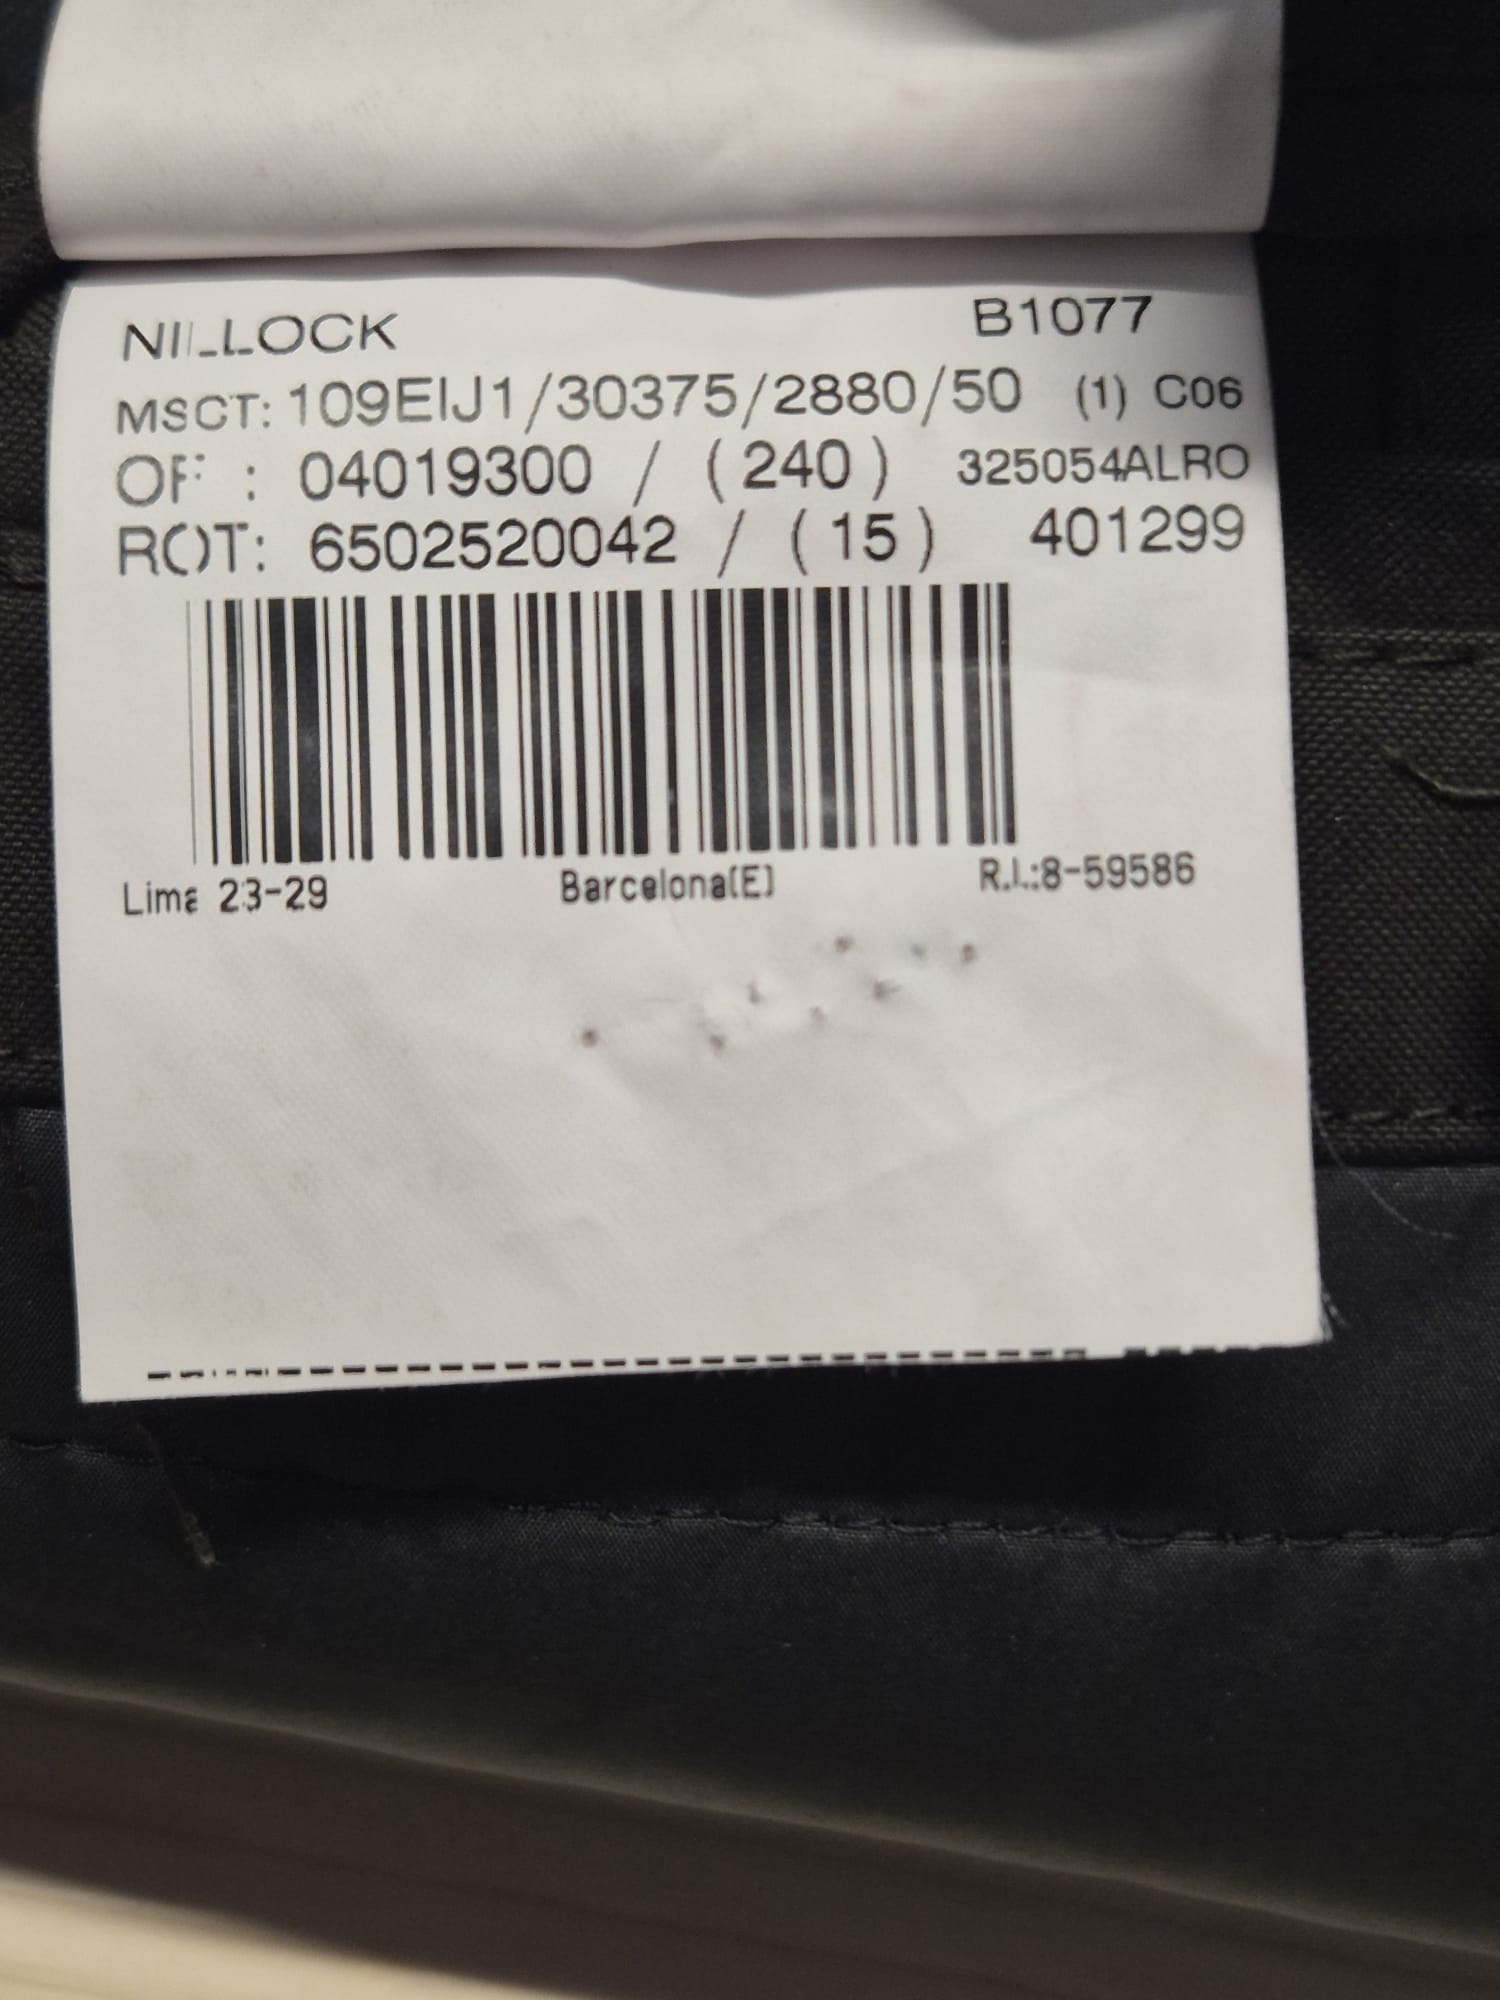 NILLOCK B1077
MSCT: 109EIJ1/30375/2880/50 (1) C06
OF : 04019300 / (240) 325054ALRO
ROT: 6502520042 / (15) 401299
Lima 23-29 Barcelona(E) R.I.:8-59586